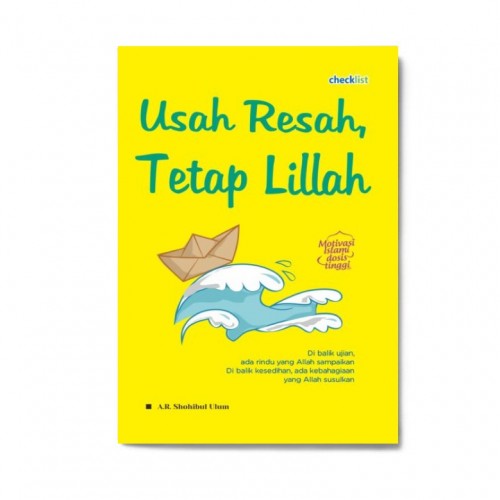 checklist
Usah Resah,
Tetap Lillah
Motivasi
Islami
dosis
tinggi
Di balik ujian,
ada rindu yang Allah sampaikan
Di balik kesedihan, ada kebahagiaan
yang Allah susulkan
A.R. Shohibul Ulum